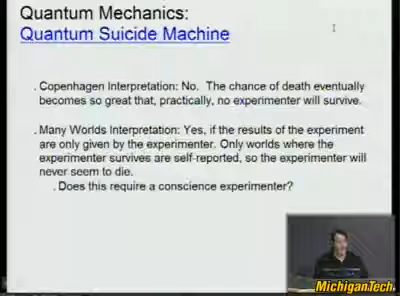 Quantum Mechanics:
Quantum Suicide Machine
. Copenhagen Interpretation: No. The chance of death eventually
becomes so great that, practically, no experimenter will survive.
. Many Worlds Interpretation: Yes, if the results of the experiment
are only given by the experimenter. Only worlds where the
experimenter survives are self-reported, so the experimenter will
never seem to die.
. Does this require a conscience experimenter?
MichiganTech